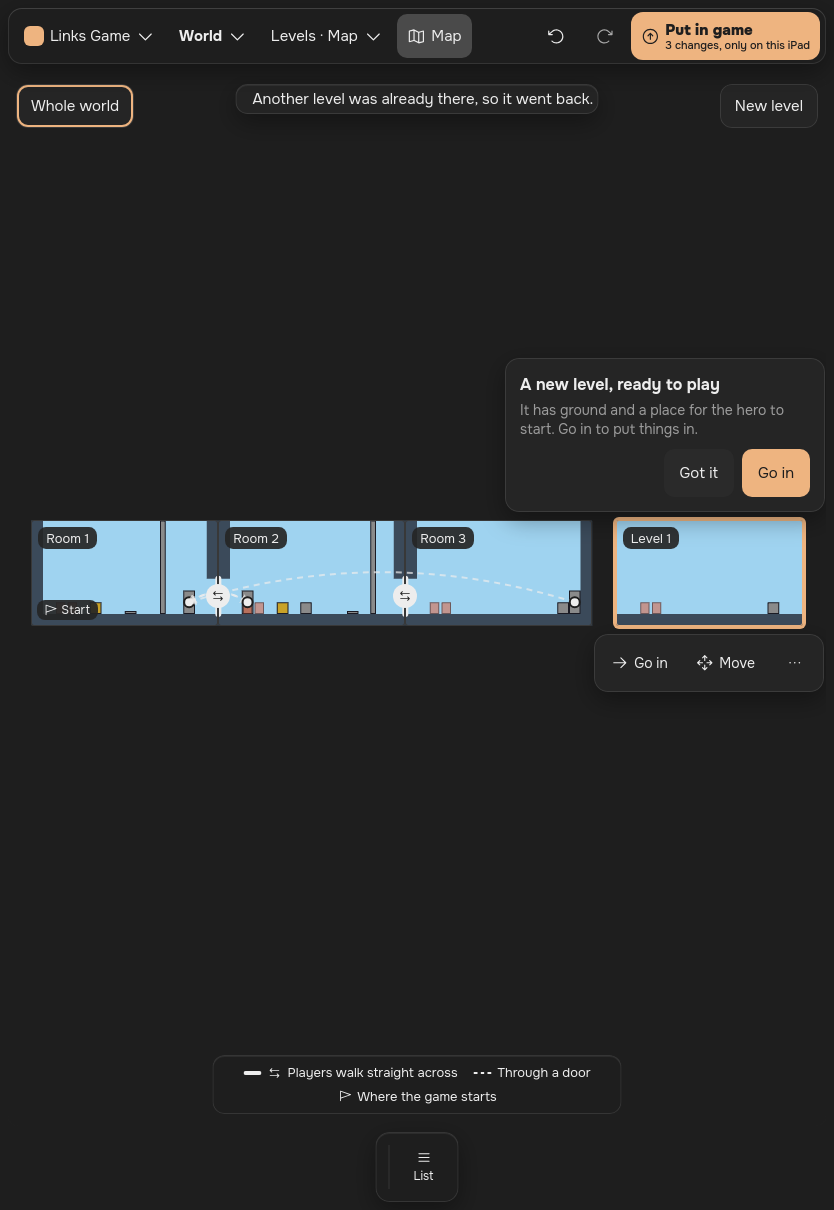 Links Game
World
Levels · Map
Map
Put in game
3 changes, only on this iPad
Whole world
Another level was already there, so it went back.
New level
A new level, ready to play
It has ground and a place for the hero to
start. Go in to put things in.
Got it
Go in
Room 1
Room 2
Room 3
Level 1
Start
Go in
Move
Players walk straight across
Through a door
Where the game starts
List